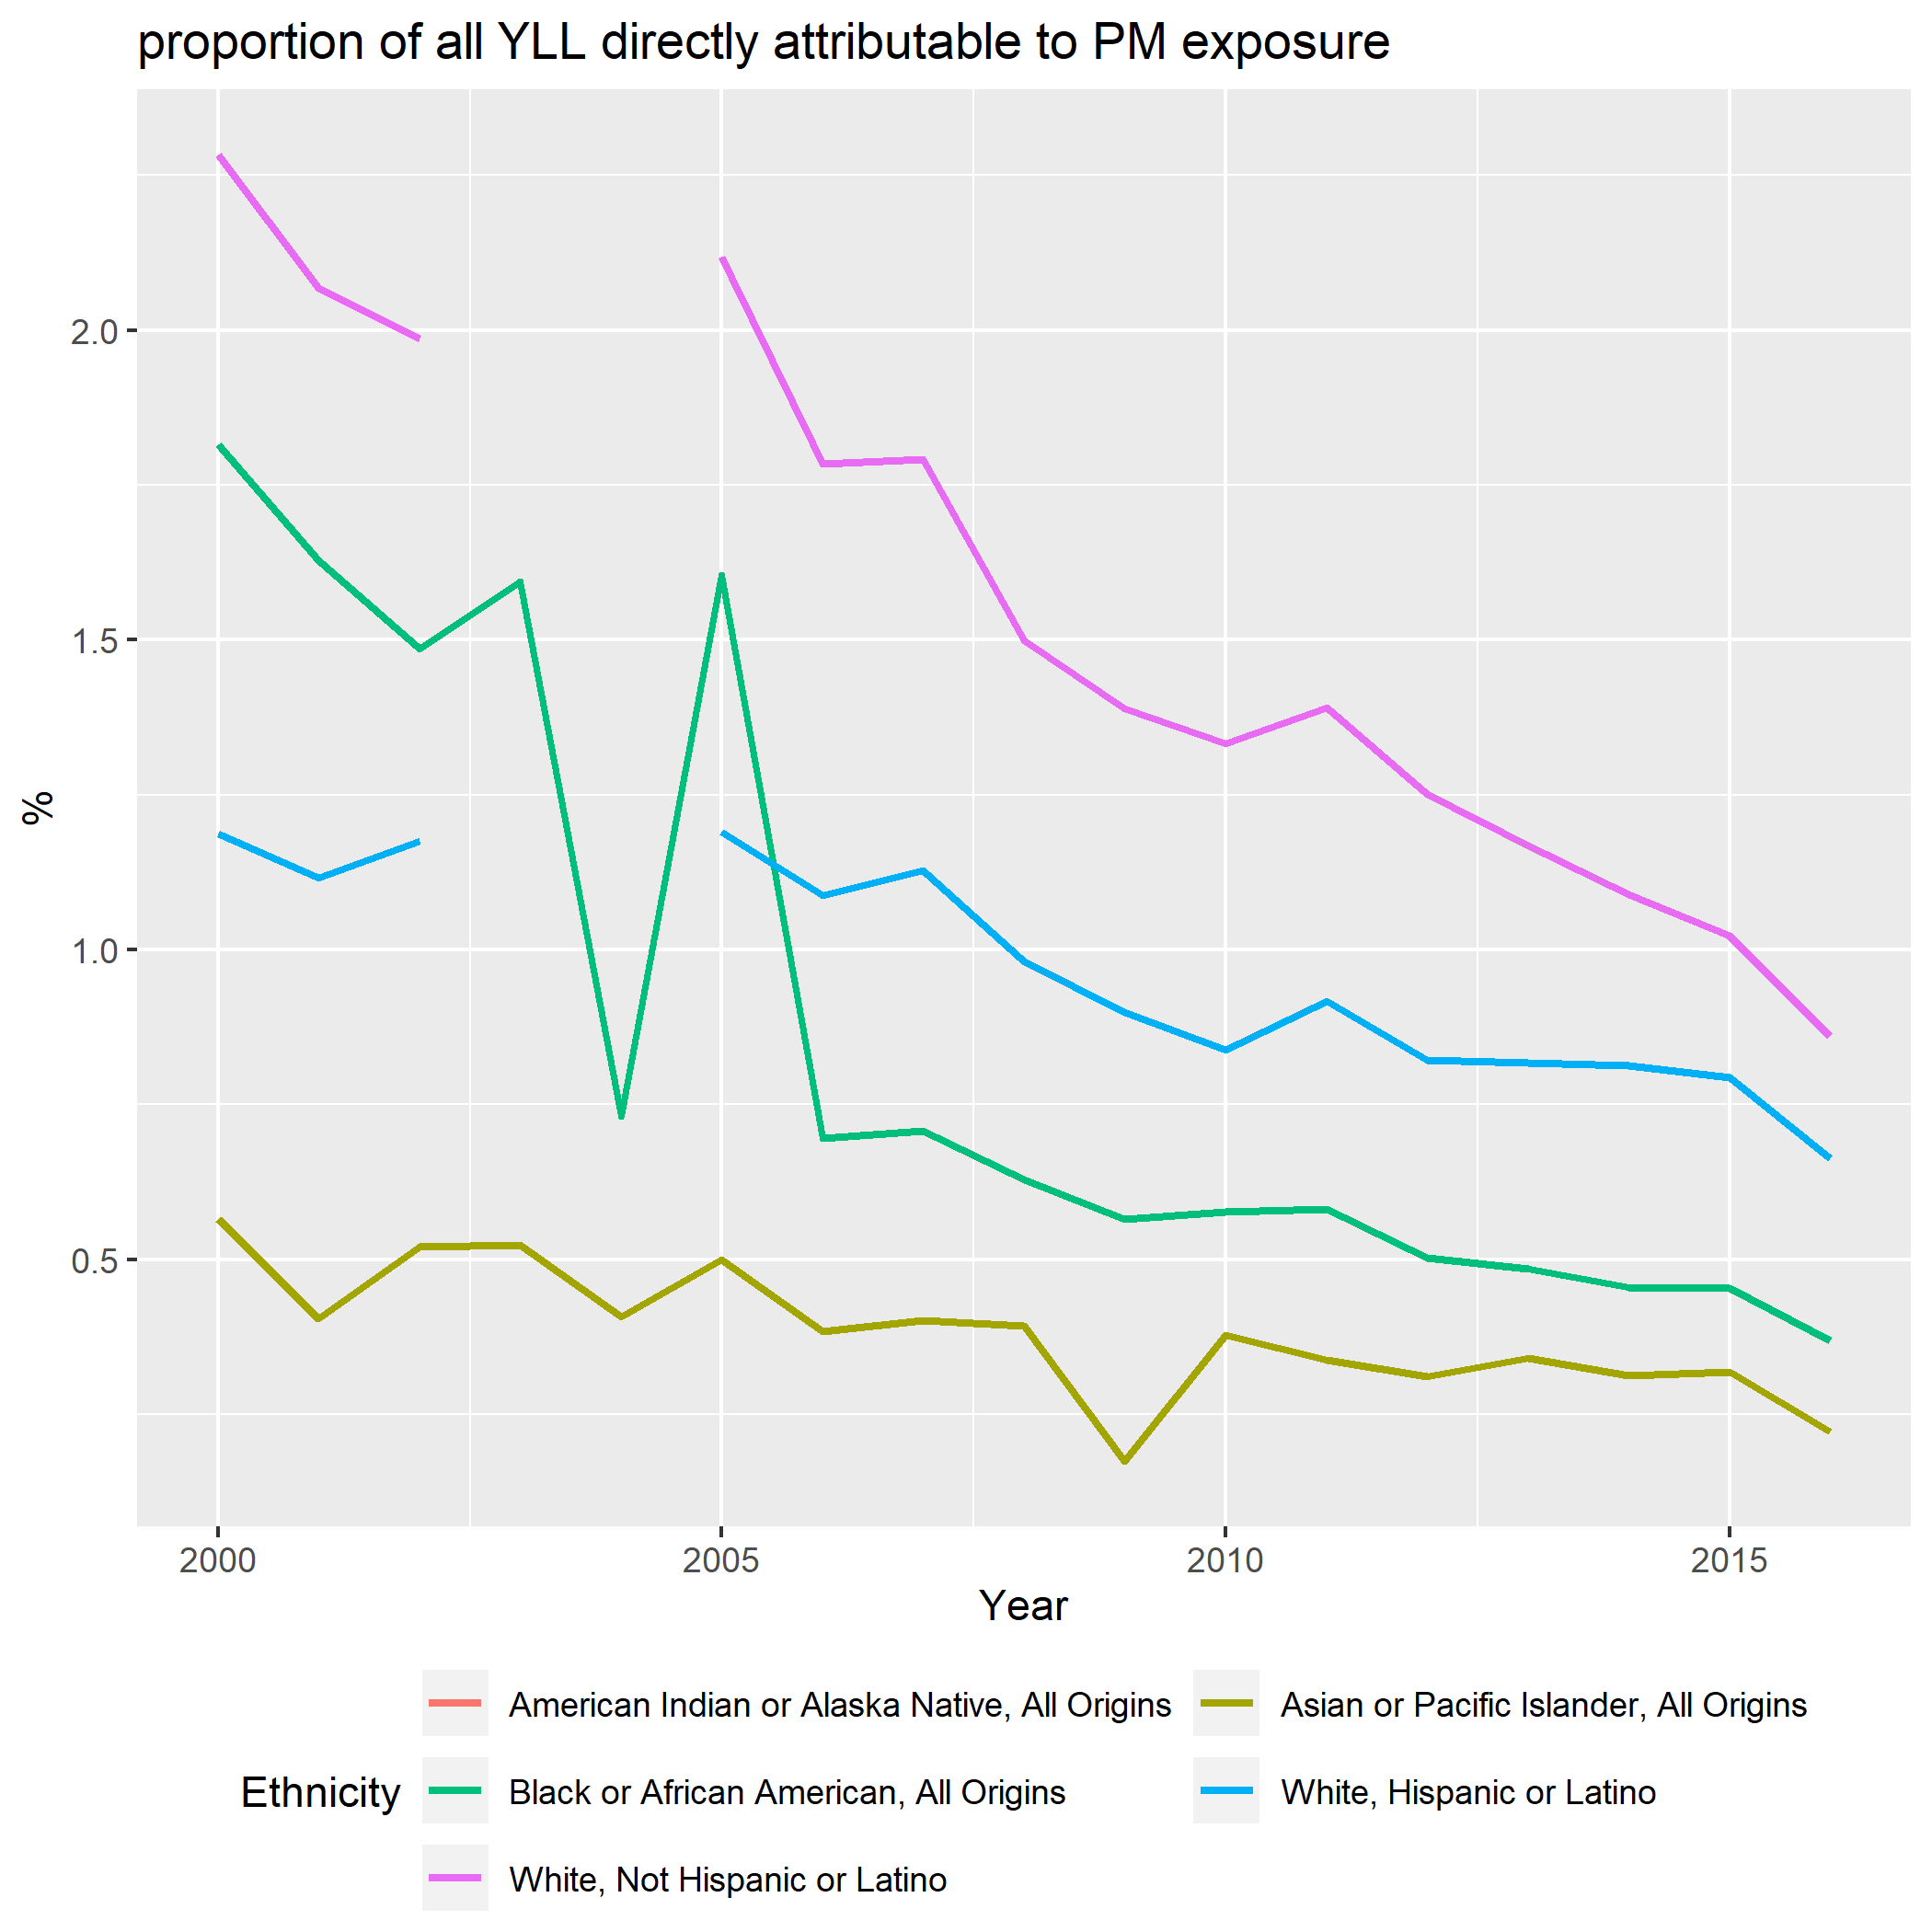 proportion of all YLL directly attributable to PM exposure
2.0
1.5
1.0
0.5
%
2000 2005 2010 2015
Year
Ethnicity
American Indian or Alaska Native, All Origins
Asian or Pacific Islander, All Origins
Black or African American, All Origins
White, Hispanic or Latino
White, Not Hispanic or Latino